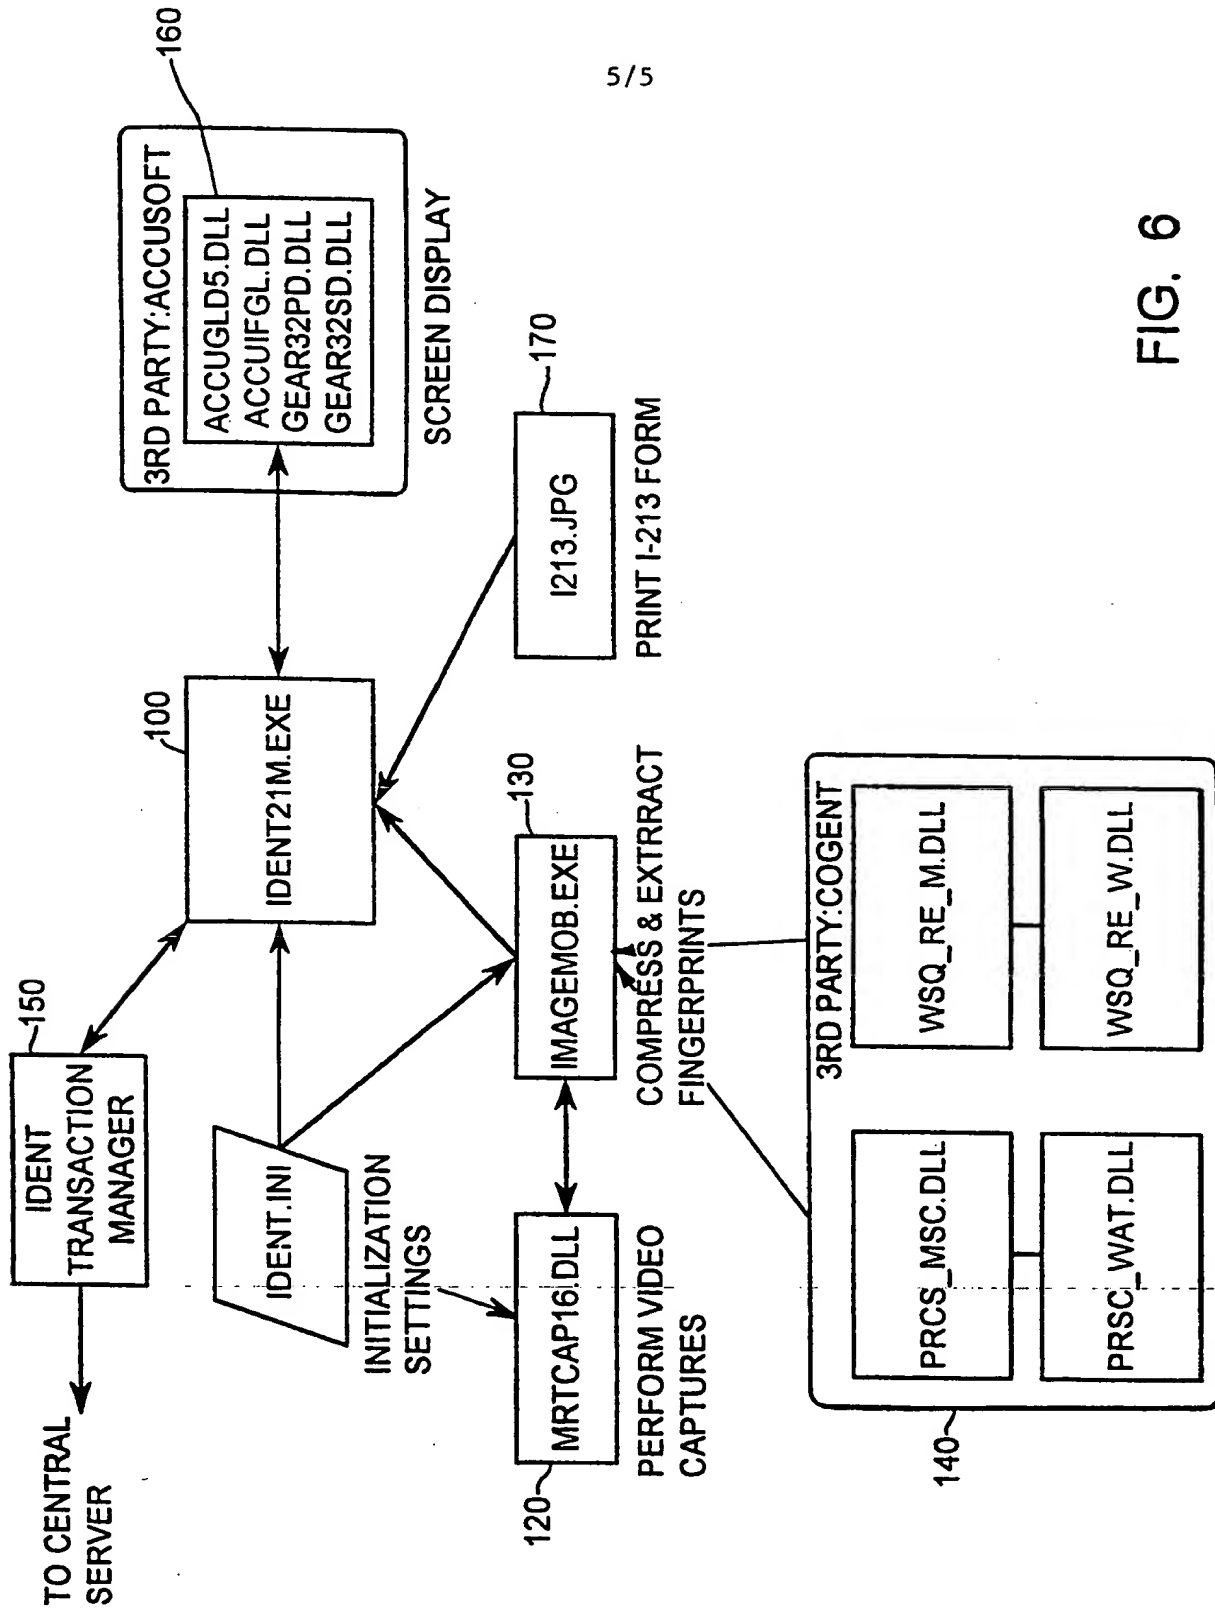 5/5
TO CENTRAL
SERVER
150
IDENT
TRANSACTION
MANAGER
100
IDENT21M.EXE
160
3RD PARTY:ACCUSOFT
ACCUGLD5.DLL
ACCUIFGL.DLL
GEAR32PD.DLL
GEAR32SD.DLL
SCREEN DISPLAY
IDENT.INI
INITIALIZATION
SETTINGS
170
I213.JPG
PRINT I-213 FORM
120
MRTCAP16.DLL
PERFORM VIDEO
CAPTURES
130
IMAGEMOB.EXE
COMPRESS & EXTRRACT
FINGERPRINTS
140
3RD PARTY:COGENT
PRCS_MSC.DLL
WSQ_RE_M.DLL
PRSC_WAT.DLL
WSQ_RE_W.DLL
FIG. 6